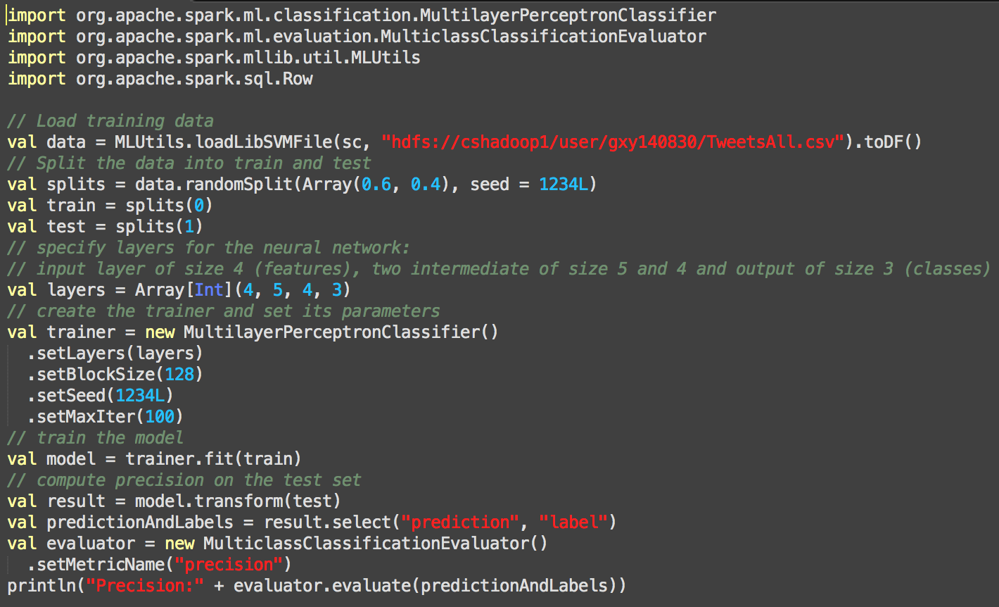 import org.apache.spark.ml.classification.MultilayerPerceptronClassifier
import org.apache.spark.ml.evaluation.MulticlassClassificationEvaluator
import org.apache.spark.mllib.util.MLUtils
import org.apache.spark.sql.Row

// Load training data
val data = MLUtils.loadLibSVMFile(sc, "hdfs://cshadoop1/user/gxy140830/TweetsAll.csv").toDF()
// Split the data into train and test
val splits = data.randomSplit(Array(0.6, 0.4), seed = 1234L)
val train = splits(0)
val test = splits(1)
// specify layers for the neural network:
// input layer of size 4 (features), two intermediate of size 5 and 4 and output of size 3 (classes)
val layers = Array[Int](4, 5, 4, 3)
// create the trainer and set its parameters
val trainer = new MultilayerPerceptronClassifier()
  .setLayers(layers)
  .setBlockSize(128)
  .setSeed(1234L)
  .setMaxIter(100)
// train the model
val model = trainer.fit(train)
// compute precision on the test set
val result = model.transform(test)
val predictionAndLabels = result.select("prediction", "label")
val evaluator = new MulticlassClassificationEvaluator()
  .setMetricName("precision")
println("Precision:" + evaluator.evaluate(predictionAndLabels))